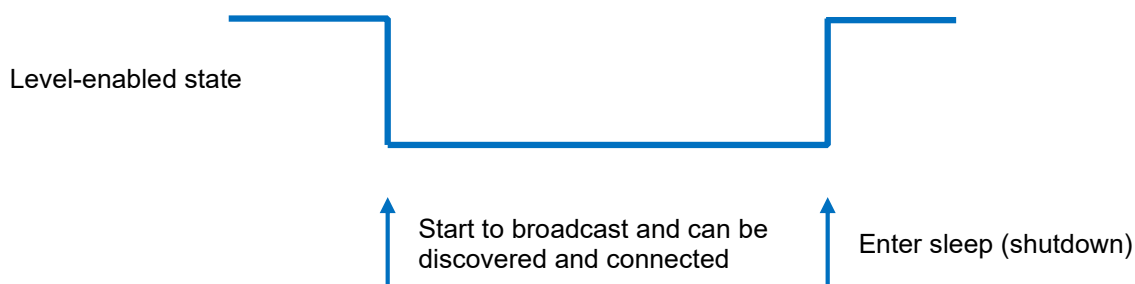 Level-enabled state
Start to broadcast and can be
discovered and connected
Enter sleep (shutdown)